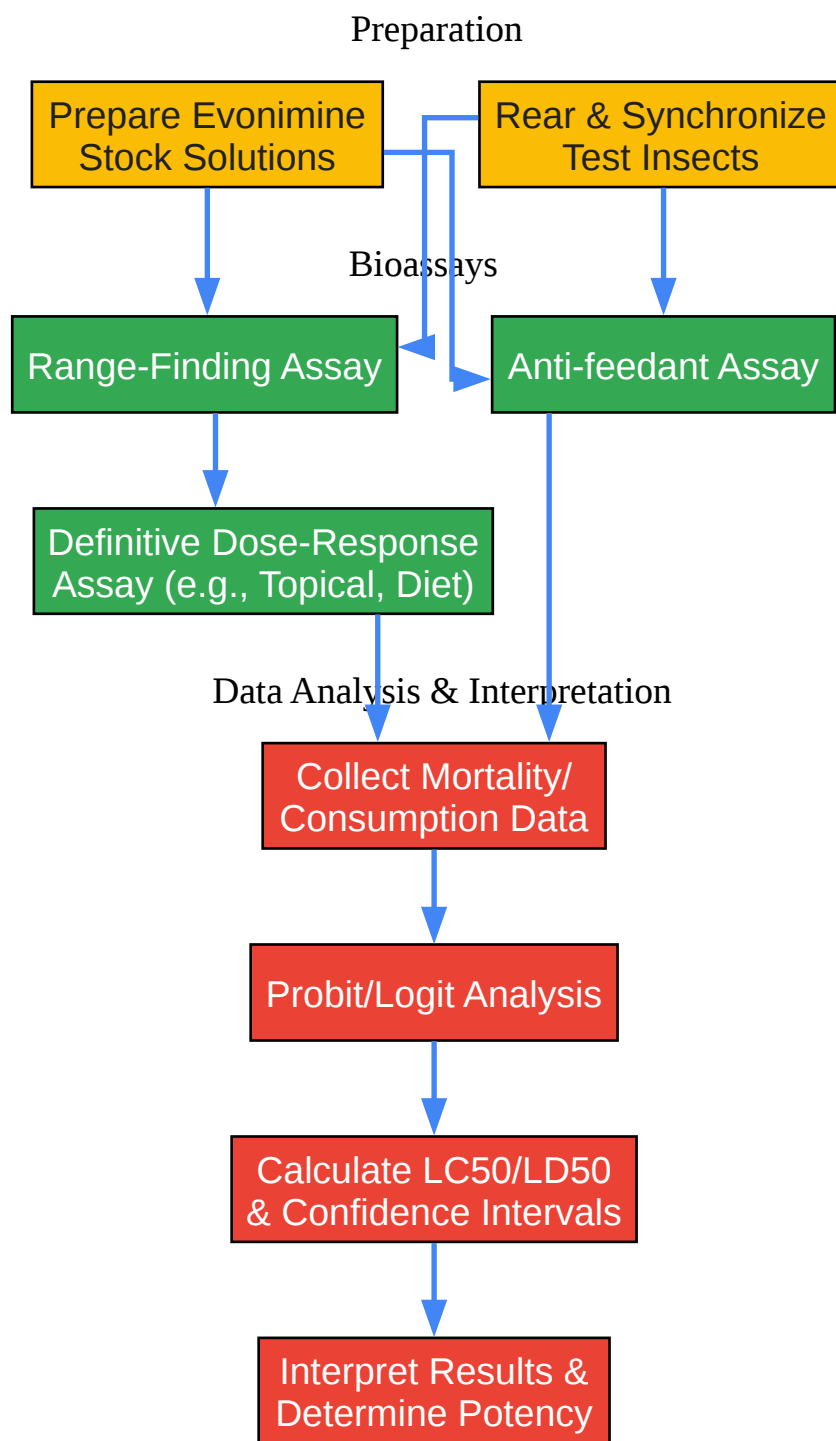 Preparation
Prepare Evonimine
Stock Solutions
Rear & Synchronize
Test Insects
Bioassays
Range-Finding Assay
Anti-feedant Assay
Definitive Dose-Response
Assay (e.g., Topical, Diet)
Data Analysis & Interpretation
Collect Mortality/
Consumption Data
Probit/Logit Analysis
Calculate LC50/LD50
& Confidence Intervals
Interpret Results &
Determine Potency